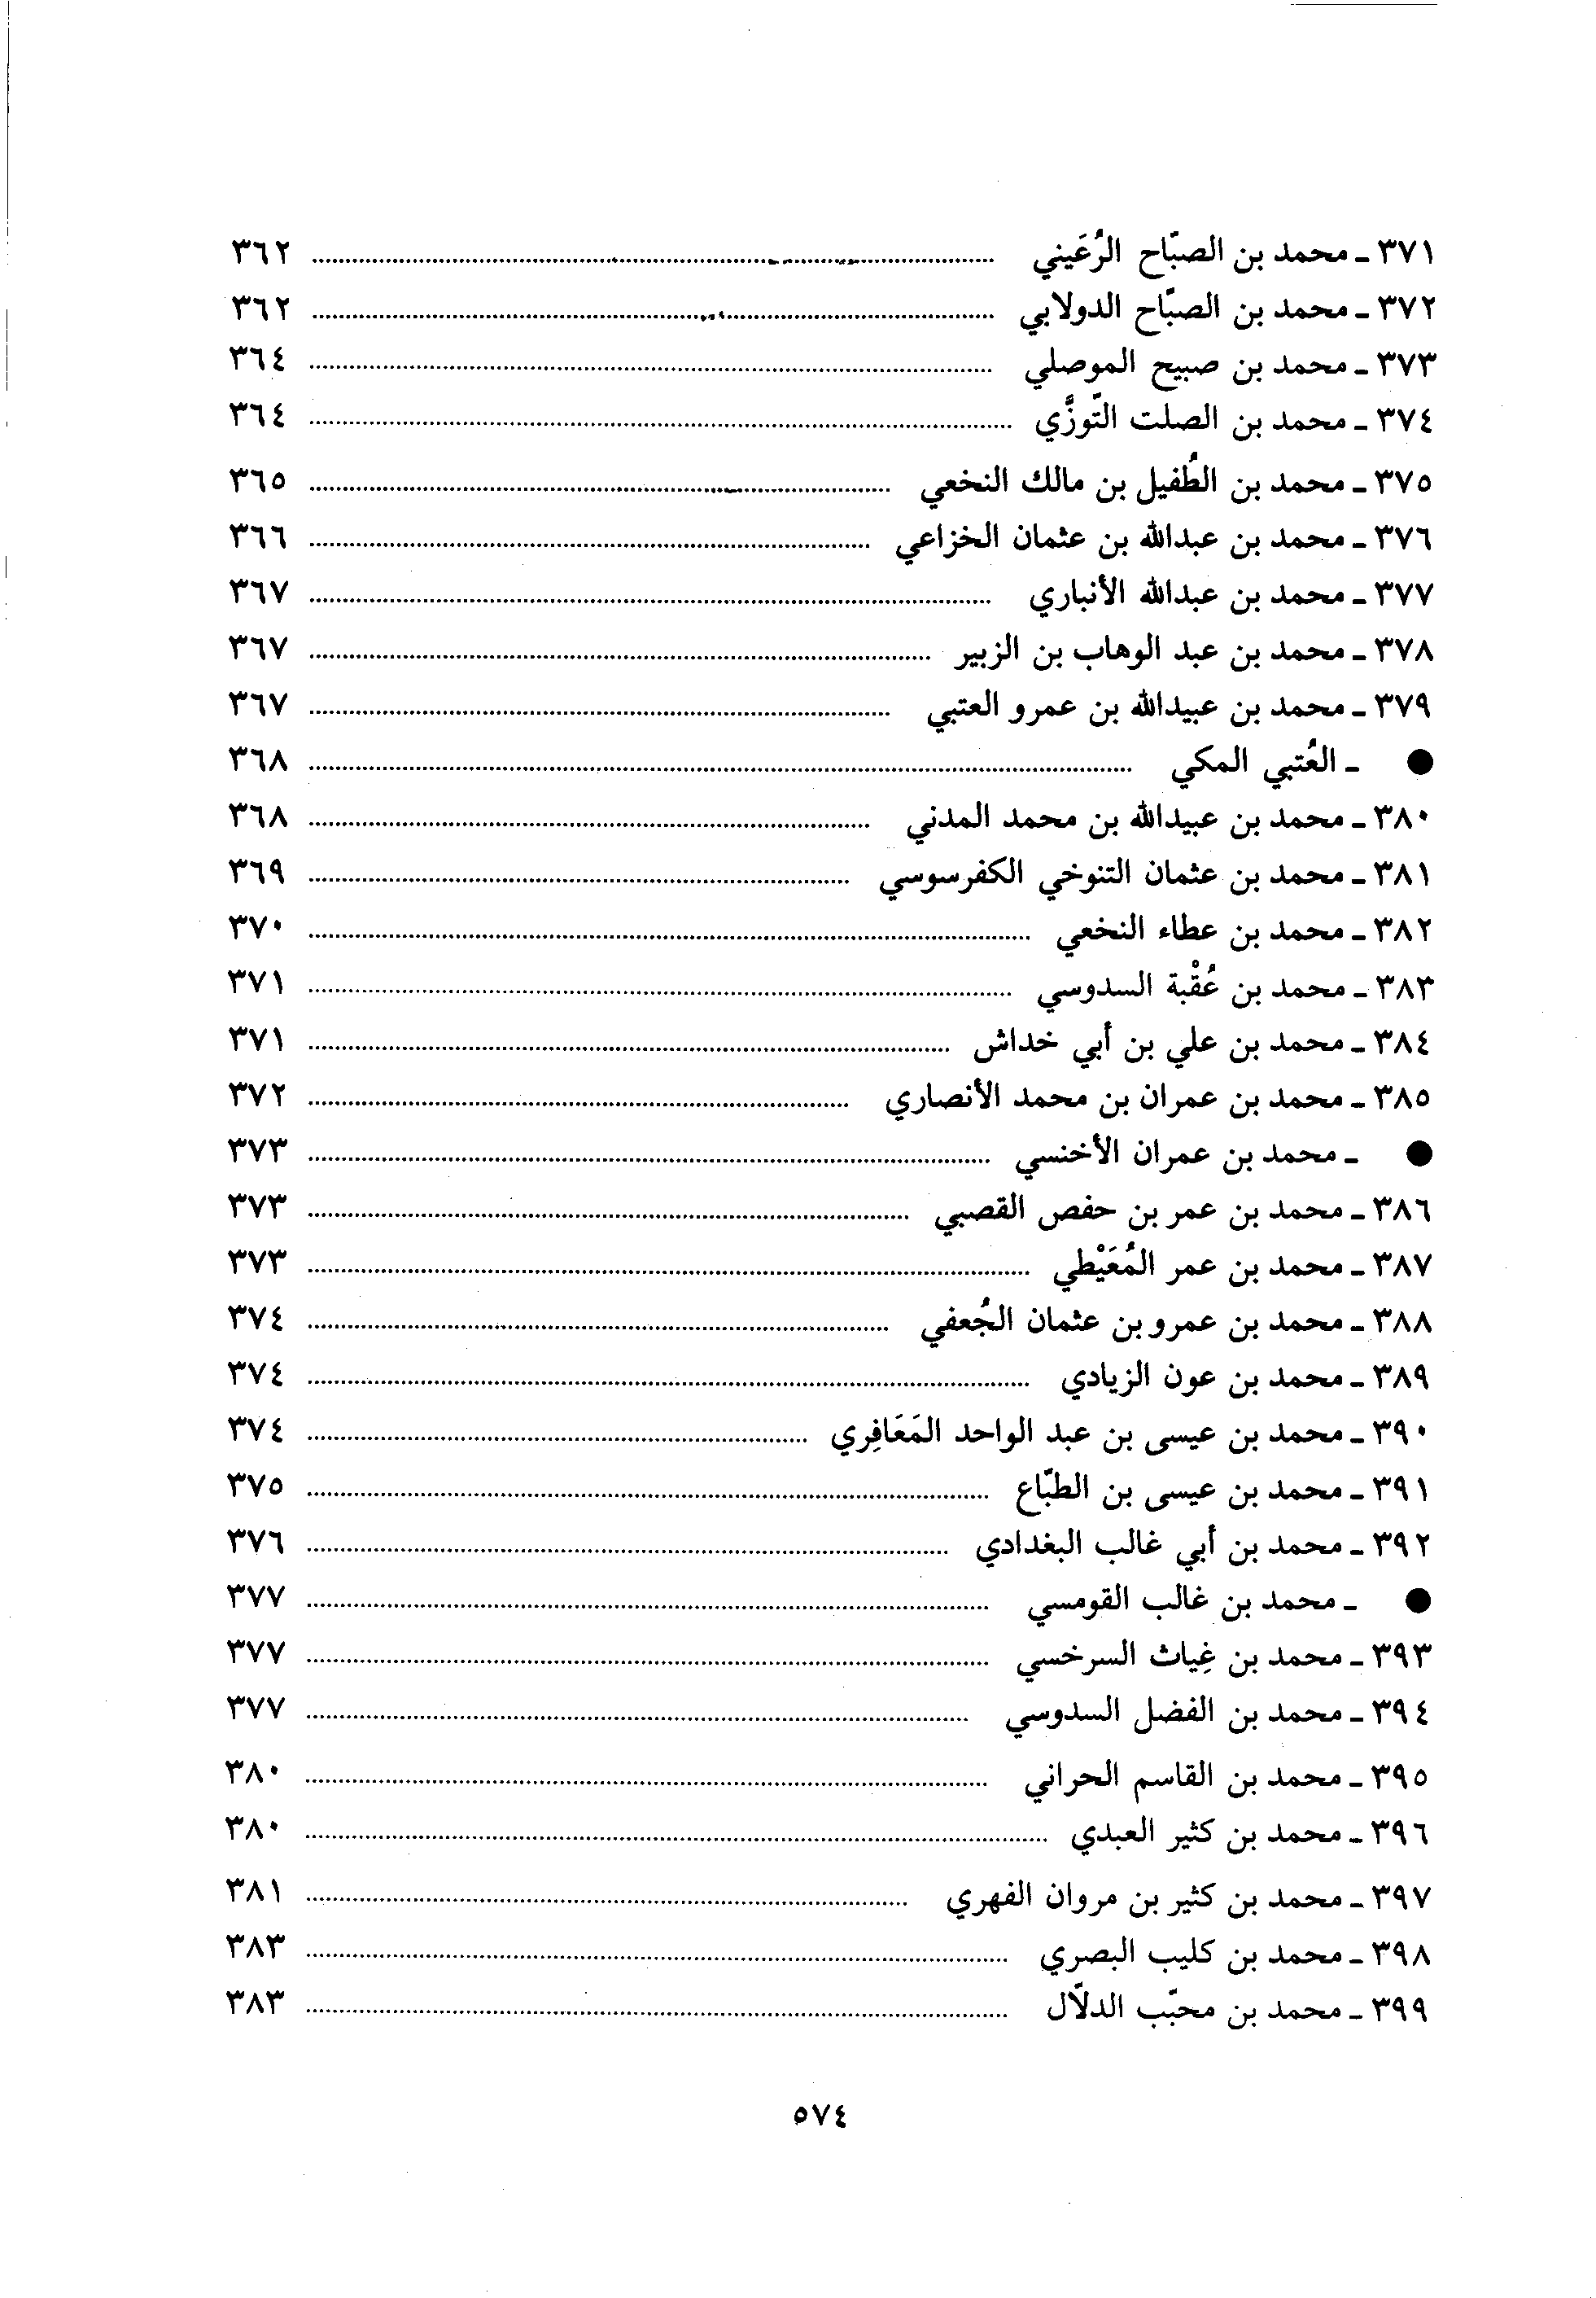 ٣٧١ ـ محمد بن الصبّاح الرُعَيني ........................ ٣٦٢
٣٧٢ ـ محمد بن الصبّاح الدولابي ........................ ٣٦٢
٣٧٣ ـ محمد بن صبيح الموصلي ........................ ٣٦٤
٣٧٤ ـ محمد بن الصلت التّوزَّي ........................ ٣٦٤
٣٧٥ ـ محمد بن الطُفيل بن مالك النخعي ........................ ٣٦٥
٣٧٦ ـ محمد بن عبدالله بن عثمان الخزاعي ........................ ٣٦٦
٣٧٧ ـ محمد بن عبدالله الأنباري ........................ ٣٦٧
٣٧٨ ـ محمد بن عبد الوهاب بن الزبير ........................ ٣٦٧
٣٧٩ ـ محمد بن عبيدالله بن عمرو العتبي ........................ ٣٦٧
● ـ العُتبي المكي ........................ ٣٦٨
٣٨٠ ـ محمد بن عبيدالله بن محمد المدني ........................ ٣٦٨
٣٨١ ـ محمد بن عثمان التنوخي الكفرسوسي ........................ ٣٦٩
٣٨٢ ـ محمد بن عطاء النخعي ........................ ٣٧٠
٣٨٣ ـ محمد بن عُقْبة السدوسي ........................ ٣٧١
٣٨٤ ـ محمد بن علي بن أبي خداش ........................ ٣٧١
٣٨٥ ـ محمد بن عمران بن محمد الأنصاري ........................ ٣٧٢
● ـ محمد بن عمران الأخنسي ........................ ٣٧٣
٣٨٦ ـ محمد بن عمر بن حفص القصبي ........................ ٣٧٣
٣٨٧ ـ محمد بن عمر المُعَيْطي ........................ ٣٧٣
٣٨٨ ـ محمد بن عمرو بن عثمان الجُعفي ........................ ٣٧٤
٣٨٩ ـ محمد بن عون الزيادي ........................ ٣٧٤
٣٩٠ ـ محمد بن عيسى بن عبد الواحد المَعَافِري ........................ ٣٧٤
٣٩١ ـ محمد بن عيسى بن الطبّاع ........................ ٣٧٥
٣٩٢ ـ محمد بن أبي غالب البغدادي ........................ ٣٧٦
● ـ محمد بن غالب القومسي ........................ ٣٧٧
٣٩٣ ـ محمد بن غِياث السرخسي ........................ ٣٧٧
٣٩٤ ـ محمد بن الفضل السدوسي ........................ ٣٧٧
٣٩٥ ـ محمد بن القاسم الحراني ........................ ٣٨٠
٣٩٦ ـ محمد بن كثير العبدي ........................ ٣٨٠
٣٩٧ ـ محمد بن كثير بن مروان الفهري ........................ ٣٨١
٣٩٨ ـ محمد بن كليب البصري ........................ ٣٨٣
٣٩٩ ـ محمد بن محبّب الدلّال ........................ ٣٨٣
٥٧٤